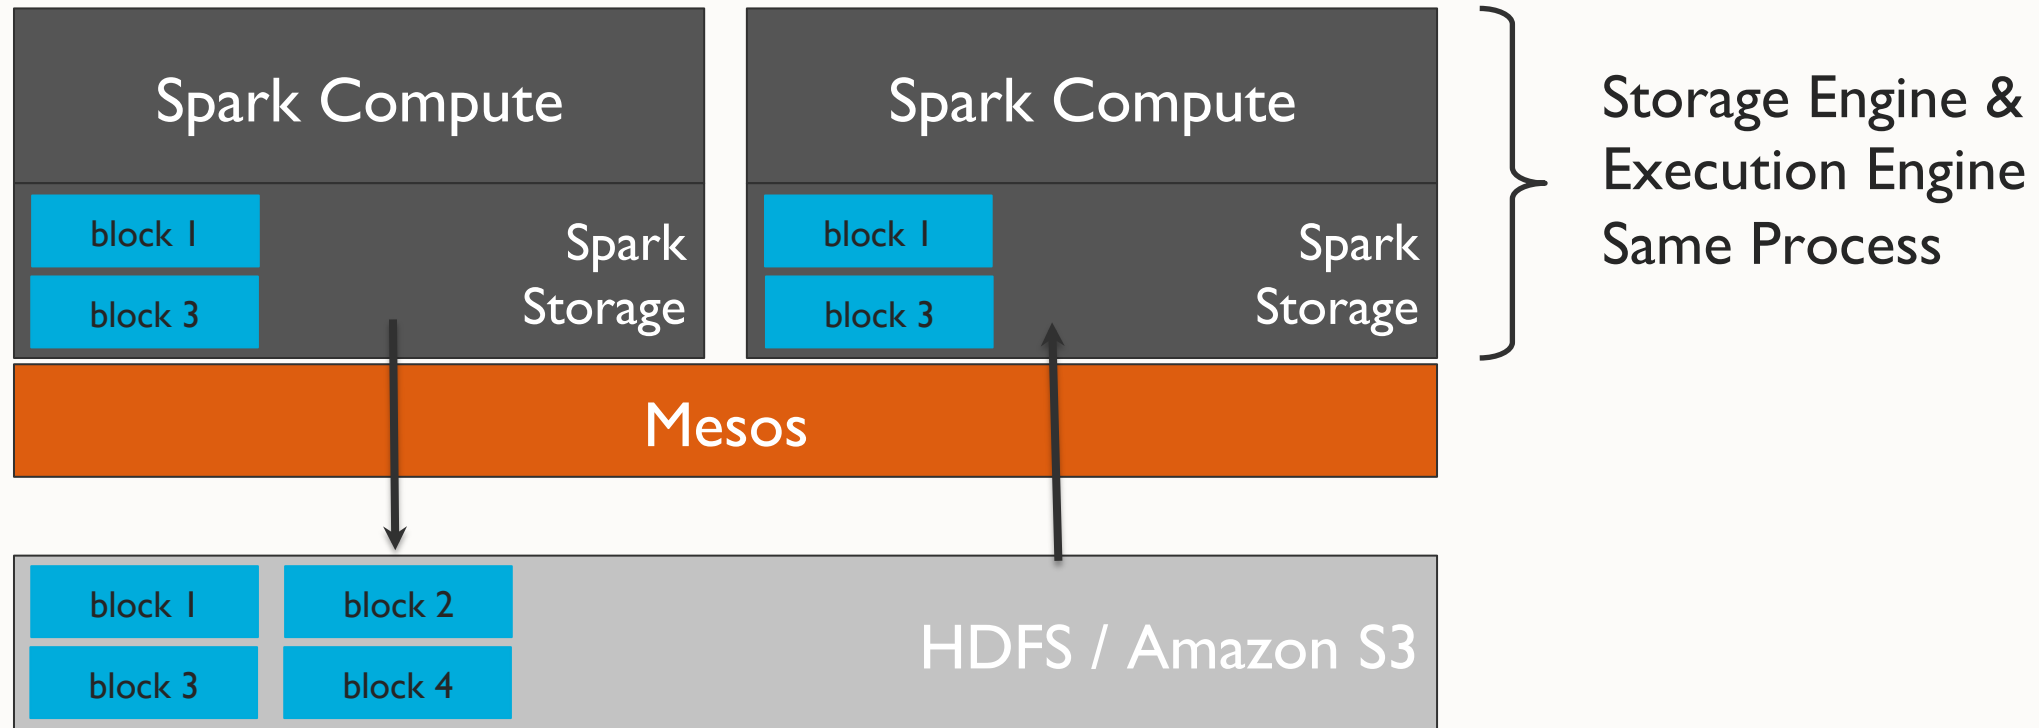 Spark Compute
block 1
block 3
Spark
Storage
Spark Compute
block 1
block 3
Spark
Storage
Storage Engine &
Execution Engine
Same Process
Mesos
block 1
block 2
block 3
block 4
HDFS / Amazon S3